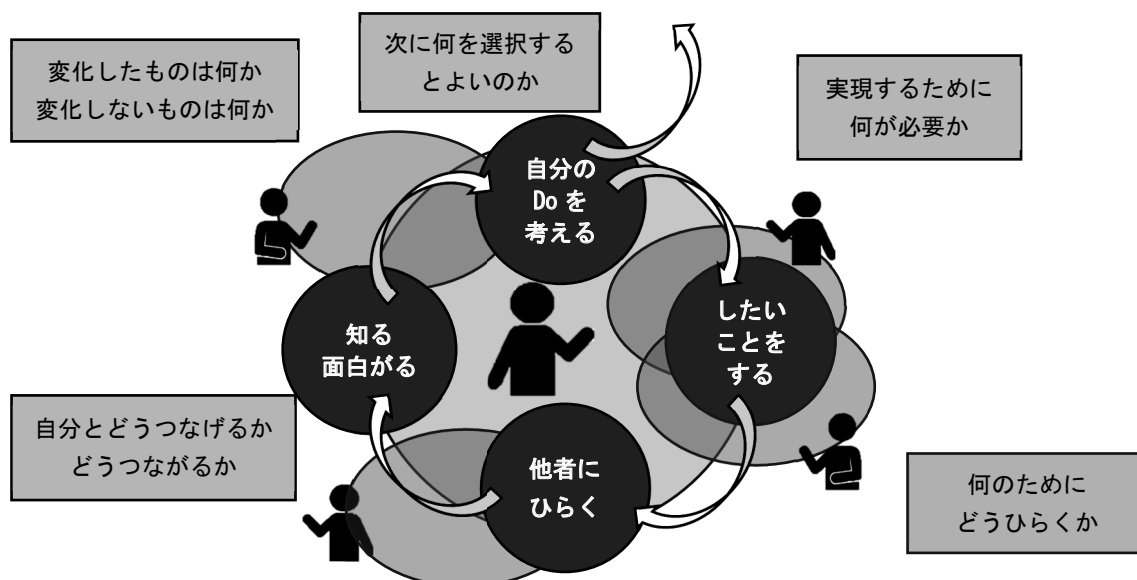 次に何を選択する
とよいのか
変化したものは何か
変化しないものは何か
実現するために
何が必要か
自分の
Do を
考える
したい
ことを
する
知る
面白がる
自分とどうつなげるか
どうつながるか
他者に
ひらく
何のために
どうひらくか